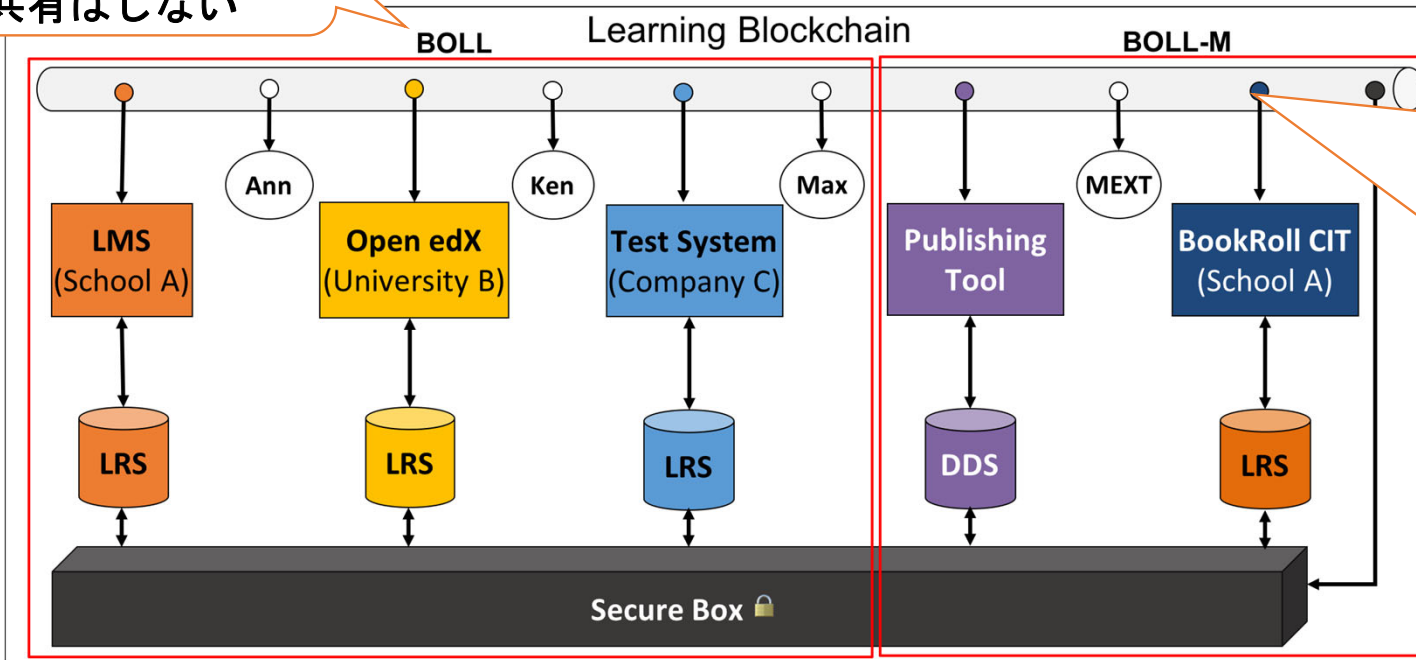 共有はしない
Learning Blockchain
BOLL
BOLL-M
Ann
Ken
Max
MEXT
LMS
(School A)
Open edX
(University B)
Test System
(Company C)
Publishing
Tool
BookRoll CIT
(School A)
LRS
LRS
LRS
DDS
LRS
Secure Box